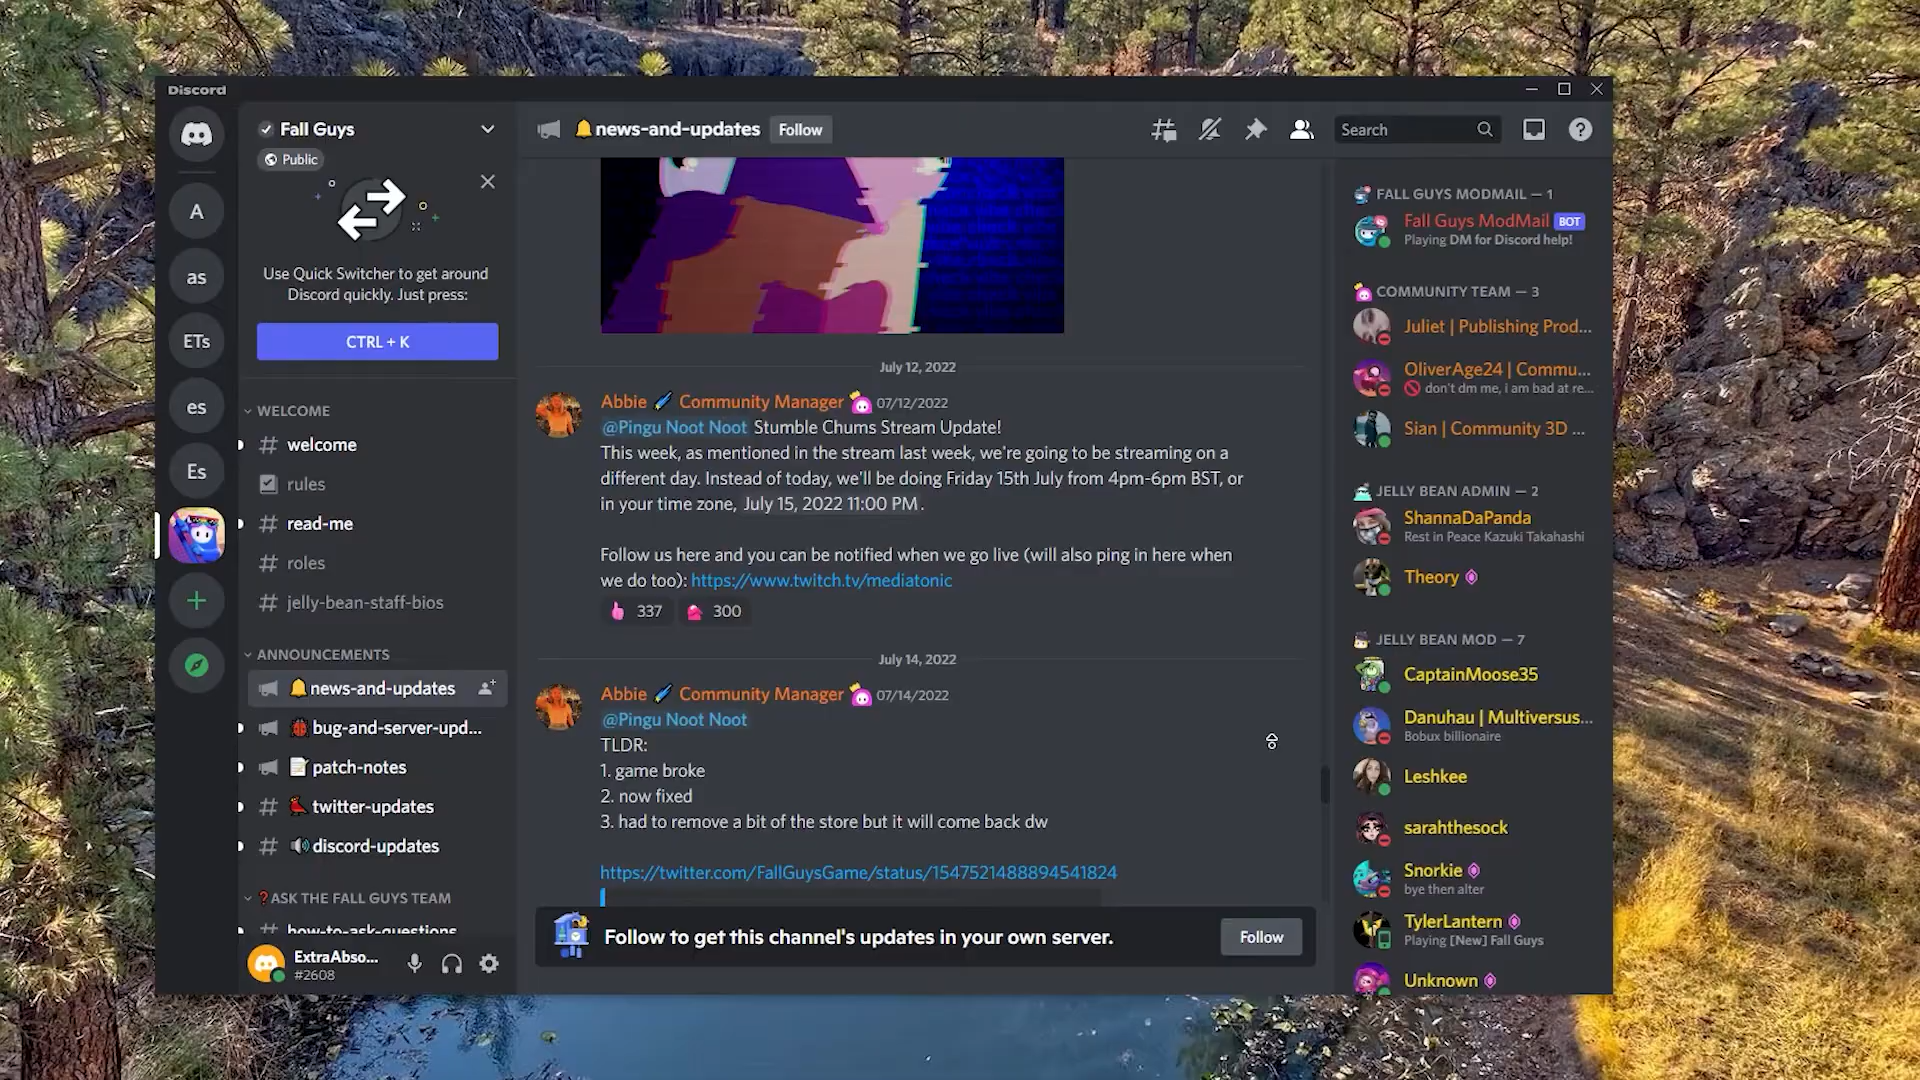 Discord
Fall Guys
Public
Use Quick Switcher to get around
Discord quickly. Just press:
CTRL + K
WELCOME
welcome
rules
read-me
roles
jelly-bean-staff-bios
ANNOUNCEMENTS
news-and-updates
bug-and-server-upd...
patch-notes
twitter-updates
discord-updates
ASK THE FALL GUYS TEAM
how-to-ask-questions
ExtraAbso...
#2608
A
as
ETs
es
Es
news-and-updates
Follow
Search
July 12, 2022
Abbie Community Manager 07/12/2022
@Pingu Noot Noot Stumble Chums Stream Update!
This week, as mentioned in the stream last week, we're going to be streaming on a
different day. Instead of today, we'll be doing Friday 15th July from 4pm-6pm BST, or
in your time zone, July 15, 2022 11:00 PM.
Follow us here and you can be notified when we go live (will also ping in here when
we do too): https://www.twitch.tv/mediatonic
337 300
July 14, 2022
Abbie Community Manager 07/14/2022
@Pingu Noot Noot
TLDR:
1. game broke
2. now fixed
3. had to remove a bit of the store but it will come back dw
https://twitter.com/FallGuysGame/status/1547521488894541824
Follow to get this channel's updates in your own server.
Follow
FALL GUYS MODMAIL — 1
Fall Guys ModMail BOT
Playing DM for Discord help!
COMMUNITY TEAM — 3
Juliet | Publishing Prod...
OliverAge24 | Commu...
don't dm me, i am bad at re...
Sian | Community 3D ...
JELLY BEAN ADMIN — 2
ShannaDaPanda
Rest in Peace Kazuki Takahashi
Theory
JELLY BEAN MOD — 7
CaptainMoose35
Danuhau | Multiversus...
Bobux billionaire
Leshkee
sarahthesock
Snorkie
bye then alter
TylerLantern
Playing [New] Fall Guys
Unknown